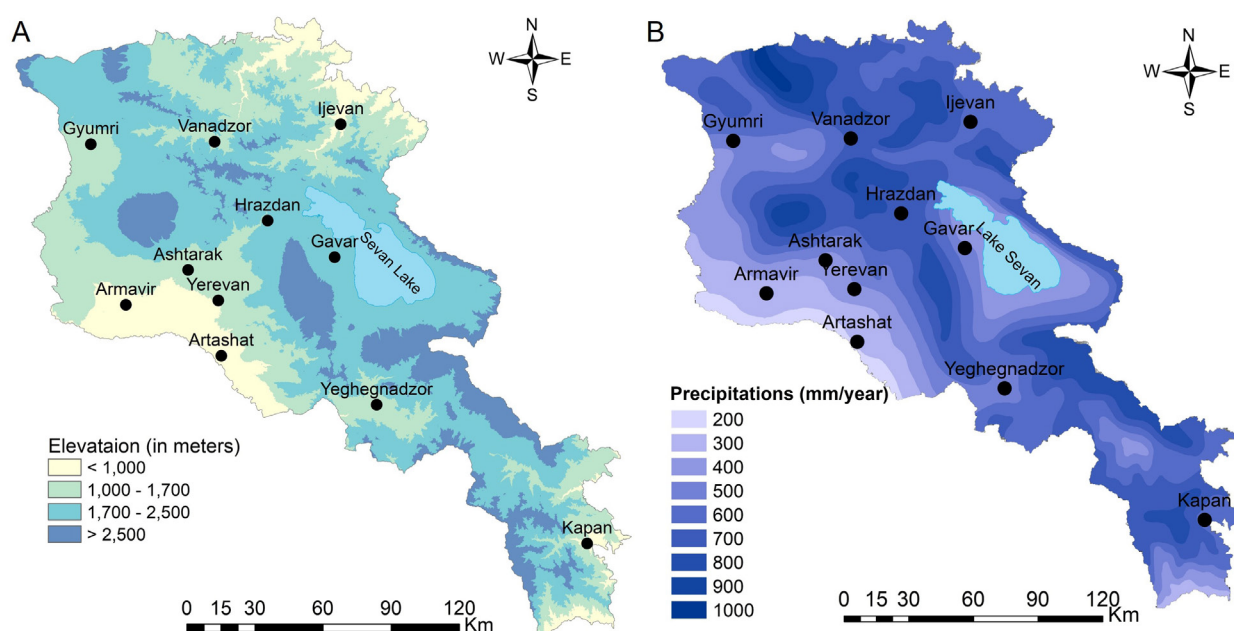 A
N
W E
S
Ijevan
Gyumri
Vanadzor
Hrazdan
Gavar
Sevan Lake
Ashtarak
Yerevan
Armavir
Artashat
Yeghegnadzor
Kapan
Elevataion (in meters)
< 1,000
1,000 - 1,700
1,700 - 2,500
> 2,500
0 15 30 60 90 120
Km
B
N
W E
S
Ijevan
Gyumri
Vanadzor
Hrazdan
Gavar
Lake Sevan
Ashtarak
Yerevan
Armavir
Artashat
Yeghegnadzor
Kapan
Precipitations (mm/year)
200
300
400
500
600
700
800
900
1000
0 15 30 60 90 120
Km